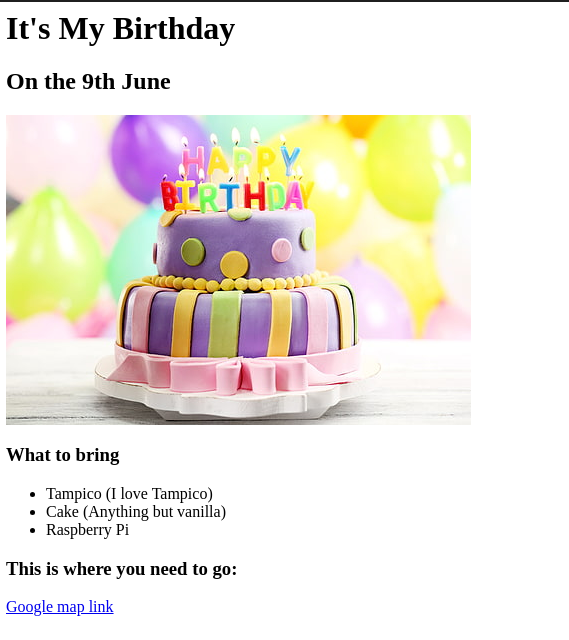 It's My Birthday
On the 9th June
HAPPY
BIRTHDAY
What to bring
Tampico (I love Tampico)
Cake (Anything but vanilla)
Raspberry Pi
This is where you need to go:
Google map link